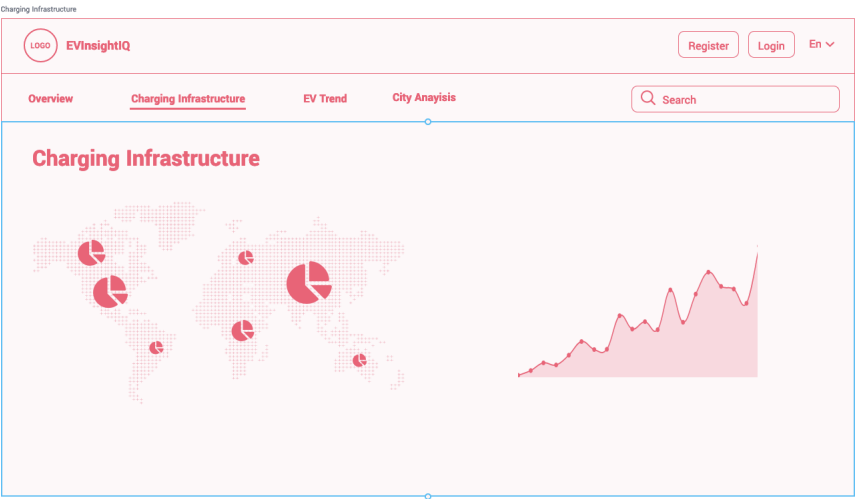 Charging Infrastructure
LOGO EVInsightIQ Register Login En
Overview Charging Infrastructure EV Trend City Anayisis Search
Charging Infrastructure